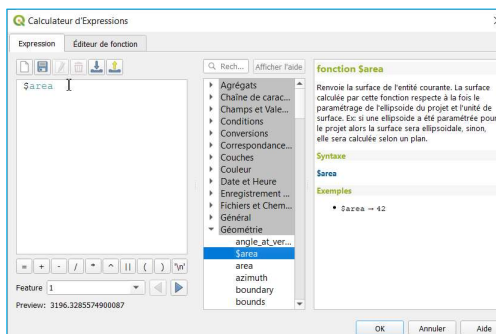 Calculateur d'Expressions
Expression
Éditeur de fonction
$area
= + - / * ^ || ( ) '\n'
Feature 1
Preview: 3196.3285574900087
Rech...
Afficher l'aide
Agrégats
Chaîne de carac...
Champs et Vale...
Conditions
Conversions
Correspondance...
Couches
Couleur
Date et Heure
Enregistrement ...
Fichiers et Chem...
Général
Géométrie
angle_at_ver...
$area
area
azimuth
boundary
bounds
fonction $area
Renvoie la surface de l'entité courante. La surface
calculée par cette fonction respecte à la fois le
paramétrage de l'ellipsoide du projet et l'unité de
surface. Ex: si une ellipsoide a été paramétrée pour
le projet alors la surface sera ellipsoidale, sinon,
elle sera calculée selon un plan.
Syntaxe
$area
Exemples
• $area → 42
OK
Annuler
Aide